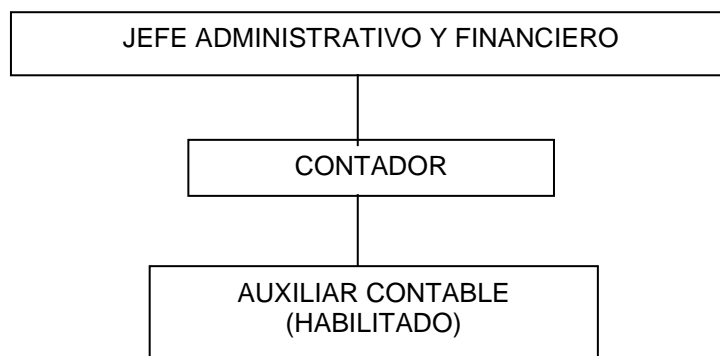 JEFE ADMINISTRATIVO Y FINANCIERO
CONTADOR
AUXILIAR CONTABLE
(HABILITADO)